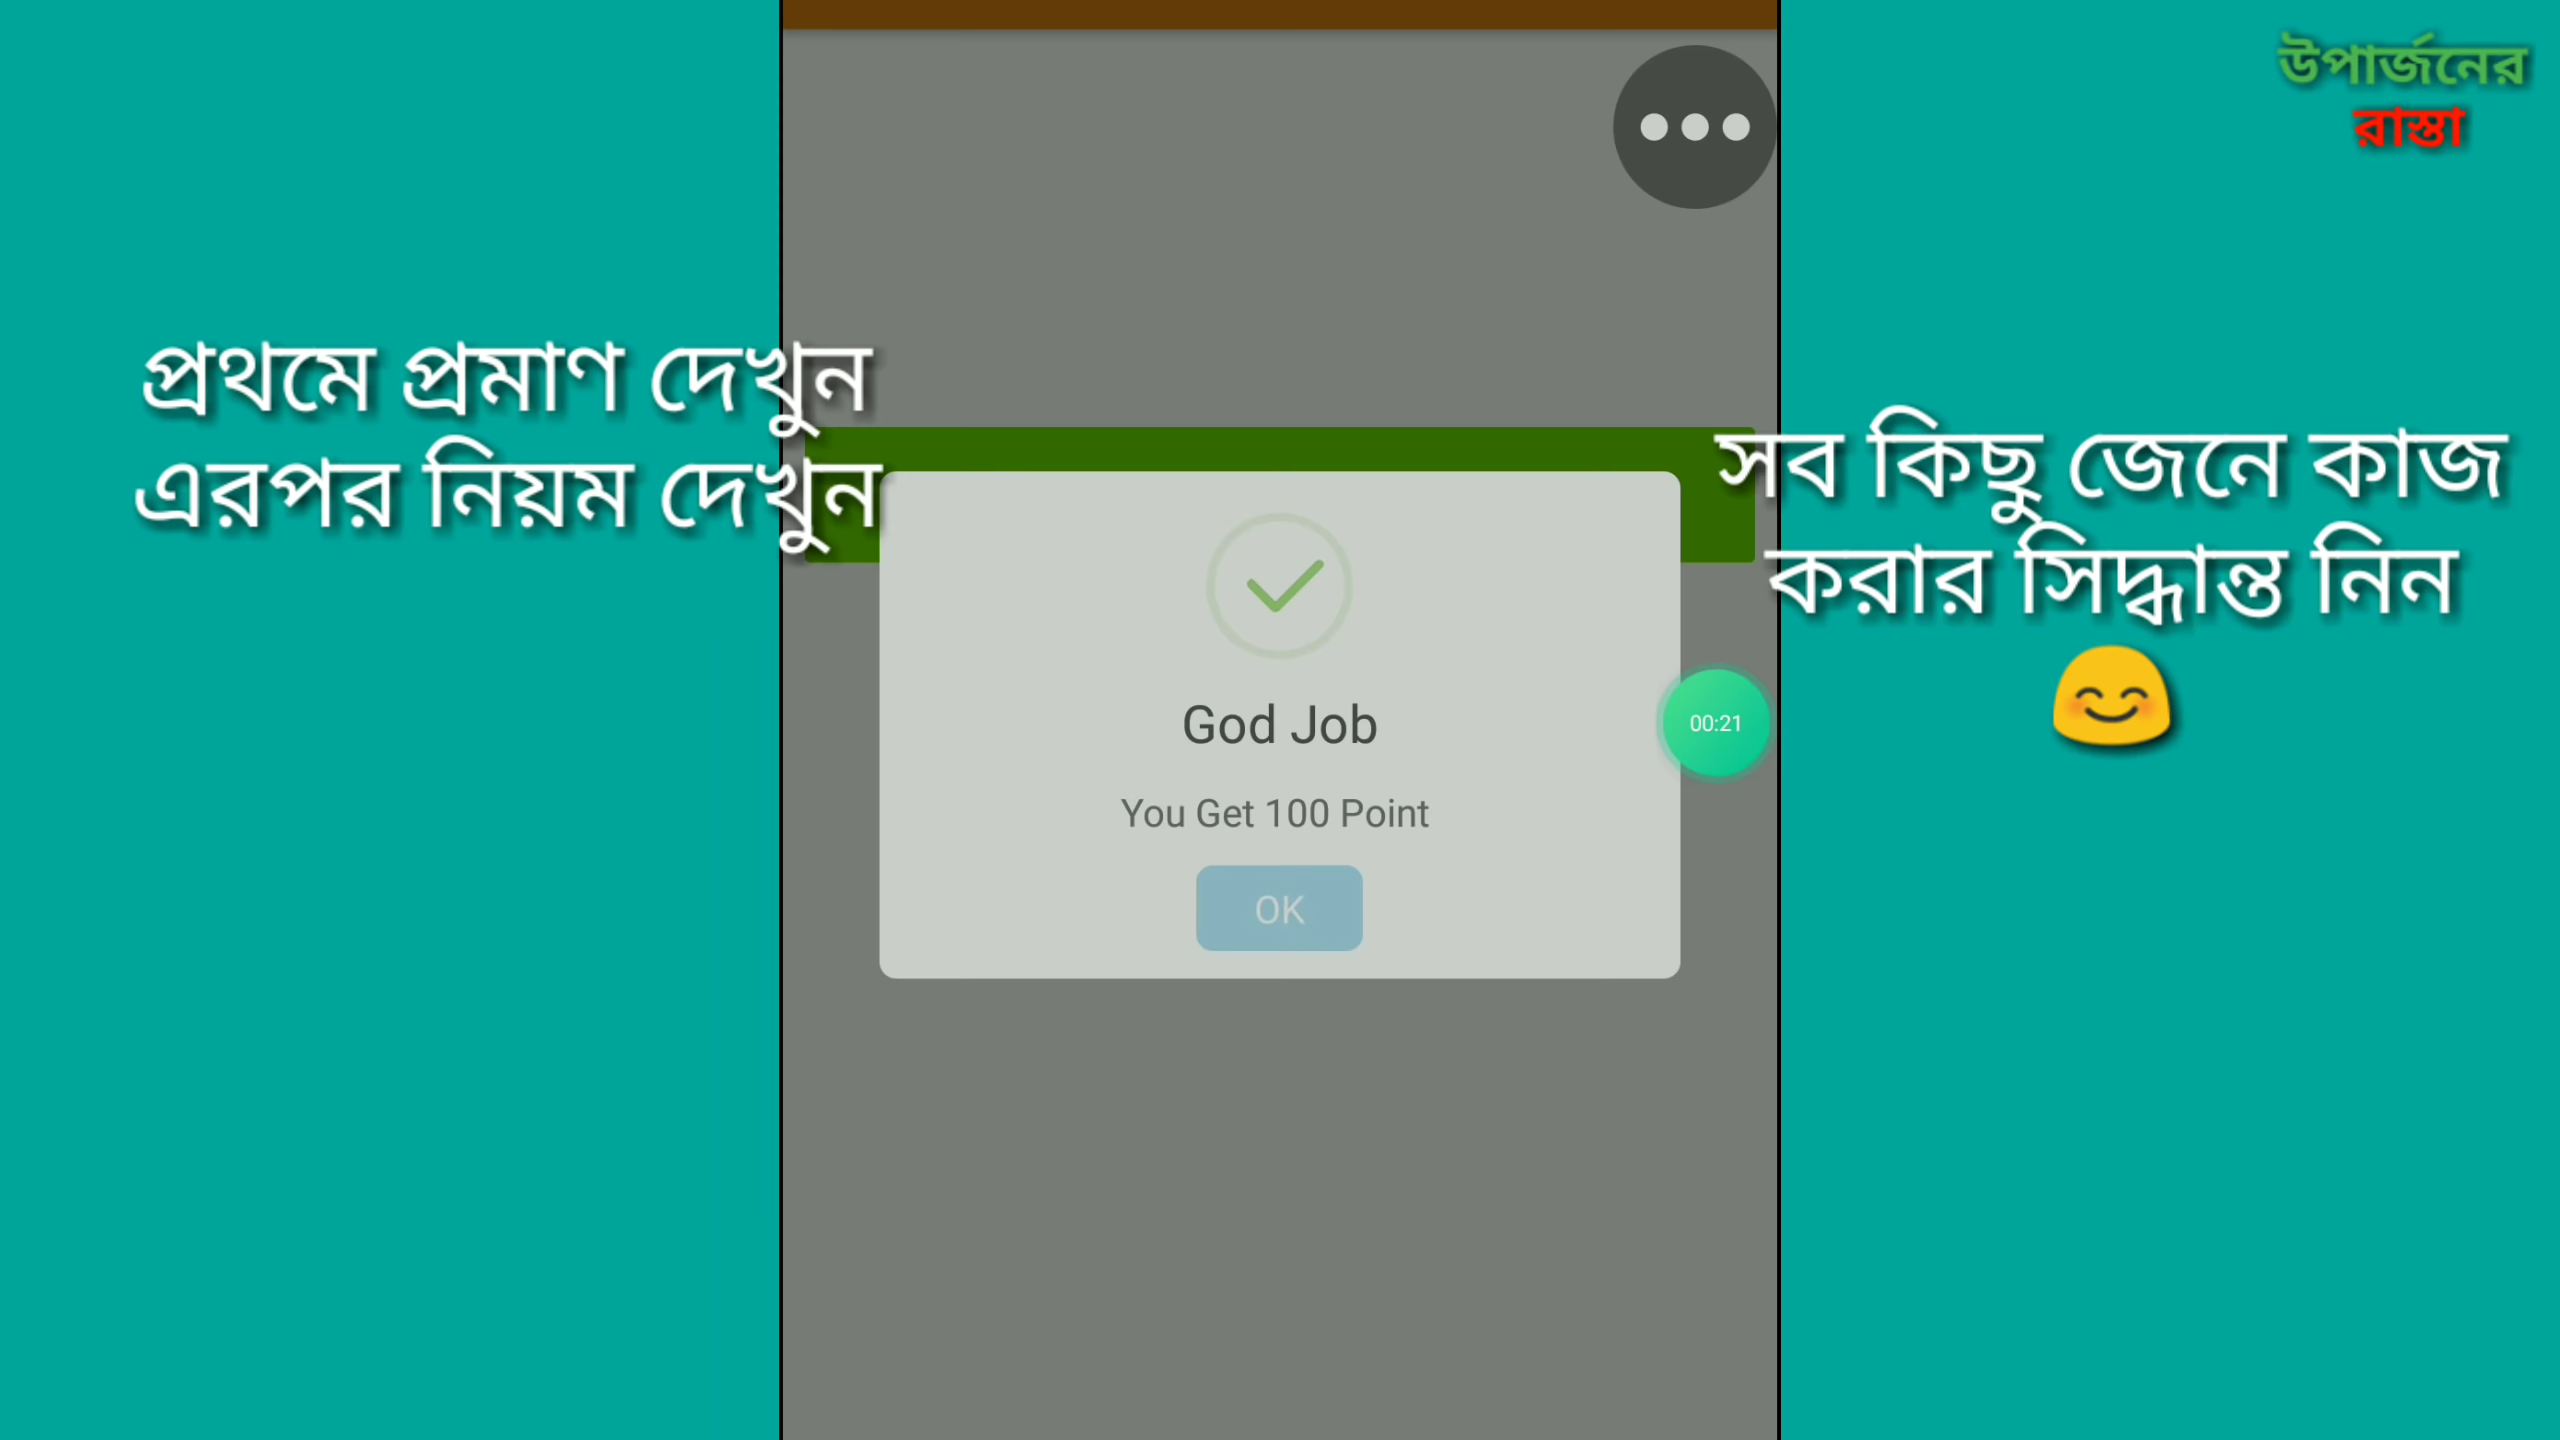 উপার্জনের
রাস্তা
প্রথমে প্রমাণ দেখুন
এরপর নিয়ম দেখুন
সব কিছু জেনে কাজ
করার সিদ্ধান্ত নিন
😊
God Job
You Get 100 Point
OK
00:21